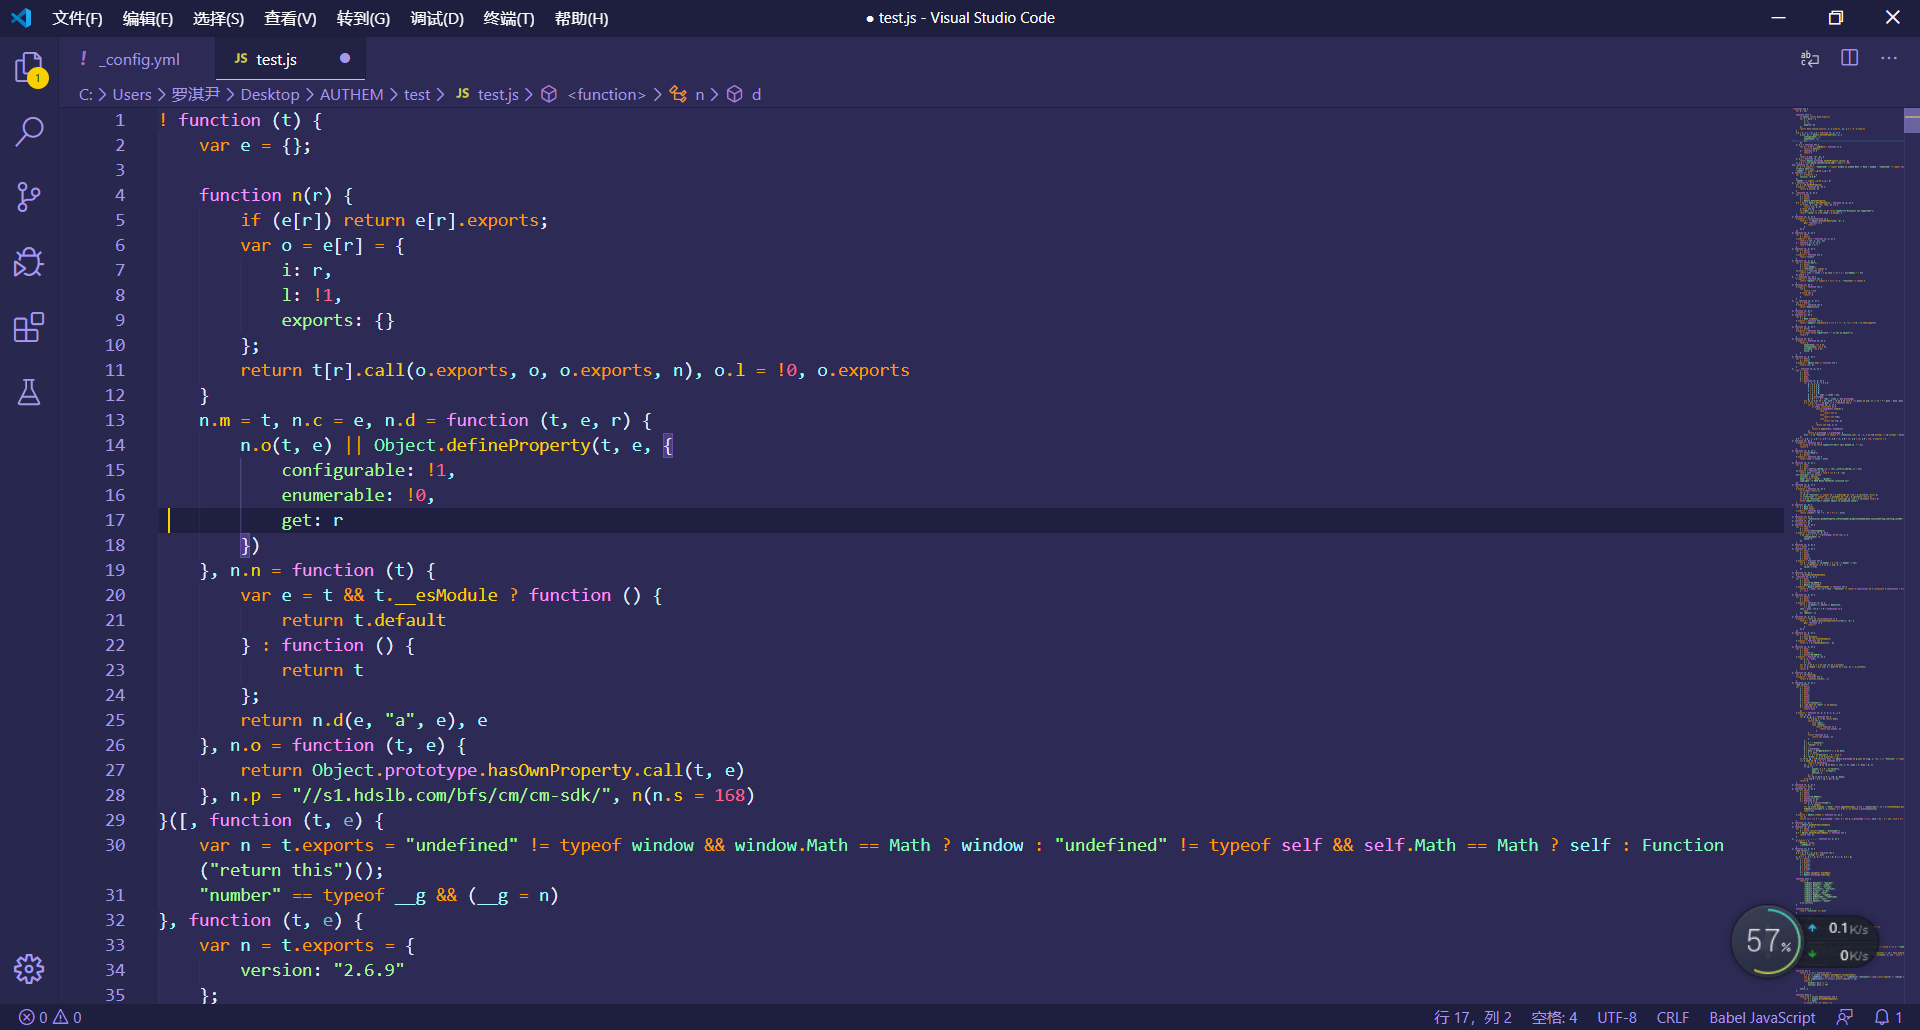 文件(F) 编辑(E) 选择(S) 查看(V) 转到(G) 调试(D) 终端(T) 帮助(H) ● test.js - Visual Studio Code
! _config.yml JS test.js
1
C: > Users > 罗淇尹 > Desktop > AUTHEM > test > JS test.js > <function> > n > d
1 ! function (t) {
2 var e = {};
3
4 function n(r) {
5 if (e[r]) return e[r].exports;
6 var o = e[r] = {
7 i: r,
8 l: !1,
9 exports: {}
10 };
11 return t[r].call(o.exports, o, o.exports, n), o.l = !0, o.exports
12 }
13 n.m = t, n.c = e, n.d = function (t, e, r) {
14 n.o(t, e) || Object.defineProperty(t, e, {
15 configurable: !1,
16 enumerable: !0,
17 get: r
18 })
19 }, n.n = function (t) {
20 var e = t && t.__esModule ? function () {
21 return t.default
22 } : function () {
23 return t
24 };
25 return n.d(e, "a", e), e
26 }, n.o = function (t, e) {
27 return Object.prototype.hasOwnProperty.call(t, e)
28 }, n.p = "//s1.hdslb.com/bfs/cm/cm-sdk/", n(n.s = 168)
29 }([, function (t, e) {
30 var n = t.exports = "undefined" != typeof window && window.Math == Math ? window : "undefined" != typeof self && self.Math == Math ? self : Function
("return this")();
31 "number" == typeof __g && (__g = n)
32 }, function (t, e) {
33 var n = t.exports = {
34 version: "2.6.9"
35 };
57% 0.1K/s
0K/s
0 0 行 17，列 2 空格: 4 UTF-8 CRLF Babel JavaScript 1